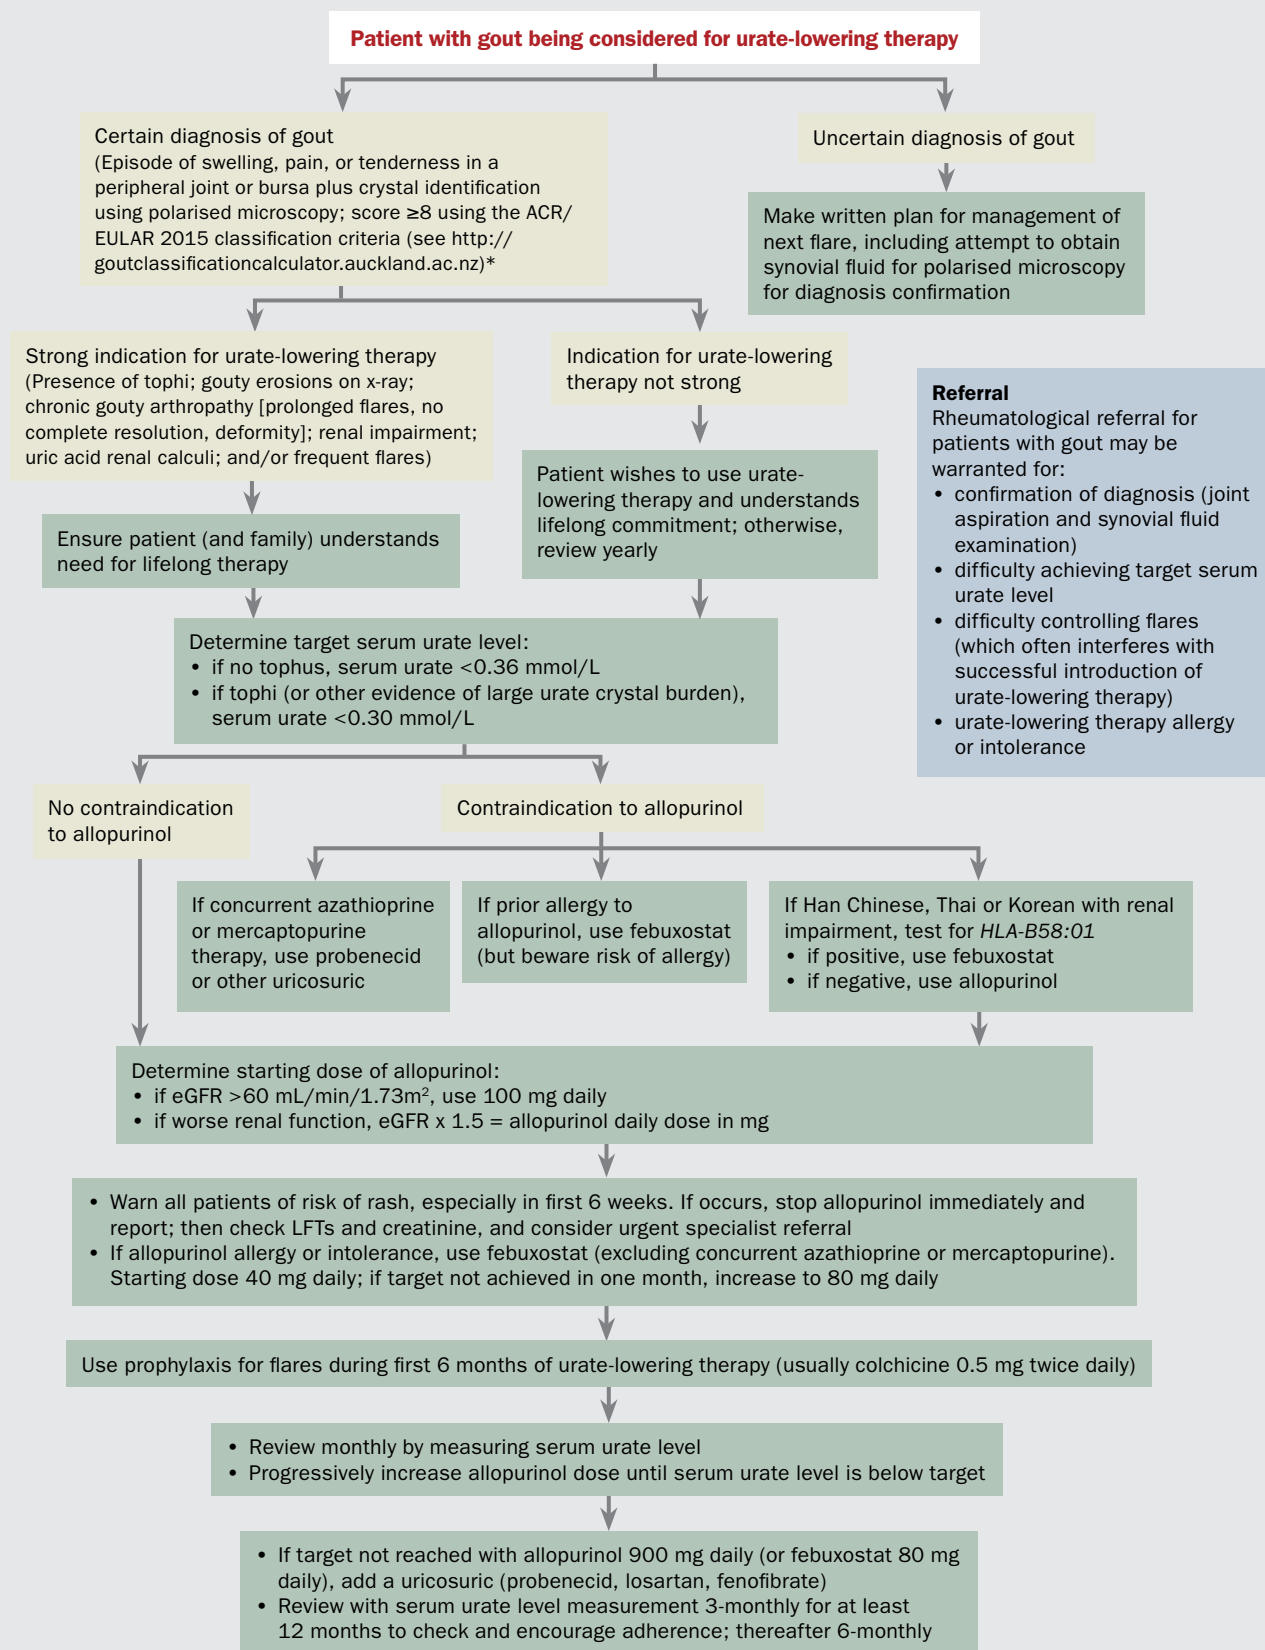 Patient with gout being considered for urate-lowering therapy
Certain diagnosis of gout
(Episode of swelling, pain, or tenderness in a
peripheral joint or bursa plus crystal identification
using polarised microscopy; score ≥8 using the ACR/
EULAR 2015 classification criteria (see http://
goutclassificationcalculator.auckland.ac.nz)*
Uncertain diagnosis of gout
Make written plan for management of
next flare, including attempt to obtain
synovial fluid for polarised microscopy
for diagnosis confirmation
Strong indication for urate-lowering therapy
(Presence of tophi; gouty erosions on x-ray;
chronic gouty arthropathy [prolonged flares, no
complete resolution, deformity]; renal impairment;
uric acid renal calculi; and/or frequent flares)
Indication for urate-lowering
therapy not strong
Ensure patient (and family) understands
need for lifelong therapy
Patient wishes to use urate-
lowering therapy and understands
lifelong commitment; otherwise,
review yearly
Referral
Rheumatological referral for
patients with gout may be
warranted for:
• confirmation of diagnosis (joint
aspiration and synovial fluid
examination)
• difficulty achieving target serum
urate level
• difficulty controlling flares
(which often interferes with
successful introduction of
urate-lowering therapy)
• urate-lowering therapy allergy
or intolerance
Determine target serum urate level:
• if no tophus, serum urate <0.36 mmol/L
• if tophi (or other evidence of large urate crystal burden),
serum urate <0.30 mmol/L
No contraindication
to allopurinol
Contraindication to allopurinol
If concurrent azathioprine
or mercaptopurine
therapy, use probenecid
or other uricosuric
If prior allergy to
allopurinol, use febuxostat
(but beware risk of allergy)
If Han Chinese, Thai or Korean with renal
impairment, test for HLA-B58:01
• if positive, use febuxostat
• if negative, use allopurinol
Determine starting dose of allopurinol:
• if eGFR >60 mL/min/1.73m², use 100 mg daily
• if worse renal function, eGFR x 1.5 = allopurinol daily dose in mg
• Warn all patients of risk of rash, especially in first 6 weeks. If occurs, stop allopurinol immediately and
report; then check LFTs and creatinine, and consider urgent specialist referral
• If allopurinol allergy or intolerance, use febuxostat (excluding concurrent azathioprine or mercaptopurine).
Starting dose 40 mg daily; if target not achieved in one month, increase to 80 mg daily
Use prophylaxis for flares during first 6 months of urate-lowering therapy (usually colchicine 0.5 mg twice daily)
• Review monthly by measuring serum urate level
• Progressively increase allopurinol dose until serum urate level is below target
• If target not reached with allopurinol 900 mg daily (or febuxostat 80 mg
daily), add a uricosuric (probenecid, losartan, fenofibrate)
• Review with serum urate level measurement 3-monthly for at least
12 months to check and encourage adherence; thereafter 6-monthly